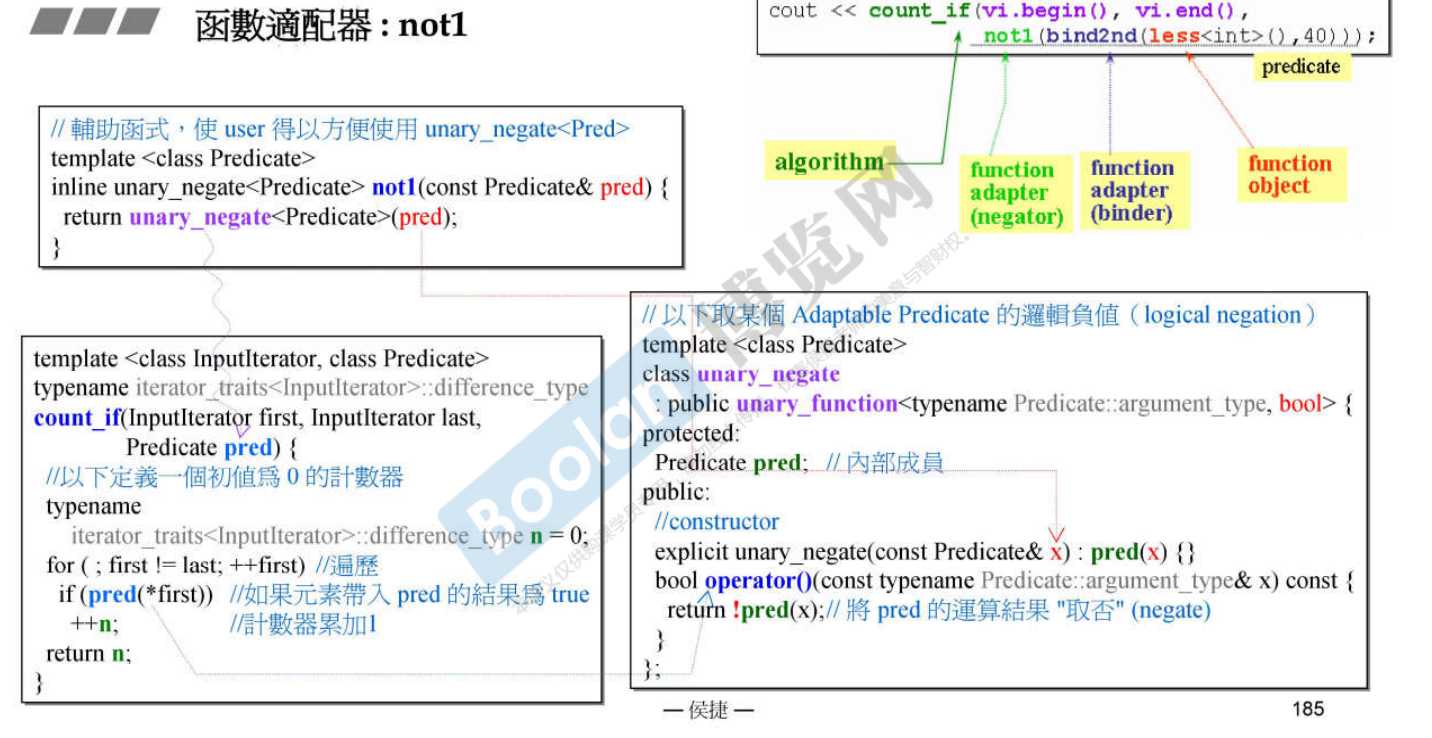 函數適配器 : not1
cout << count_if(vi.begin(), vi.end(),
not1(bind2nd(less<int>(),40)));
predicate
algorithm
function
adapter
(negator)
function
adapter
(binder)
function
object
// 輔助函式，使 user 得以方便使用 unary_negate<Pred>
template <class Predicate>
inline unary_negate<Predicate> not1(const Predicate& pred) {
return unary_negate<Predicate>(pred);
}
template <class InputIterator, class Predicate>
typename iterator_traits<InputIterator>::difference_type
count_if(InputIterator first, InputIterator last,
Predicate pred) {
//以下定義一個初值為 0 的計數器
typename
iterator_traits<InputIterator>::difference_type n = 0;
for ( ; first != last; ++first) //遍歷
if (pred(*first)) //如果元素帶入 pred 的結果為 true
++n; //計數器累加1
return n;
}
// 以下取某個 Adaptable Predicate 的邏輯負值（logical negation）
template <class Predicate>
class unary_negate
: public unary_function<typename Predicate::argument_type, bool> {
protected:
Predicate pred; // 內部成員
public:
//constructor
explicit unary_negate(const Predicate& x) : pred(x) {}
bool operator()(const typename Predicate::argument_type& x) const {
return !pred(x);// 將 pred 的運算結果 "取否" (negate)
}
};
Boolan 博览网
— 侯捷 —
185